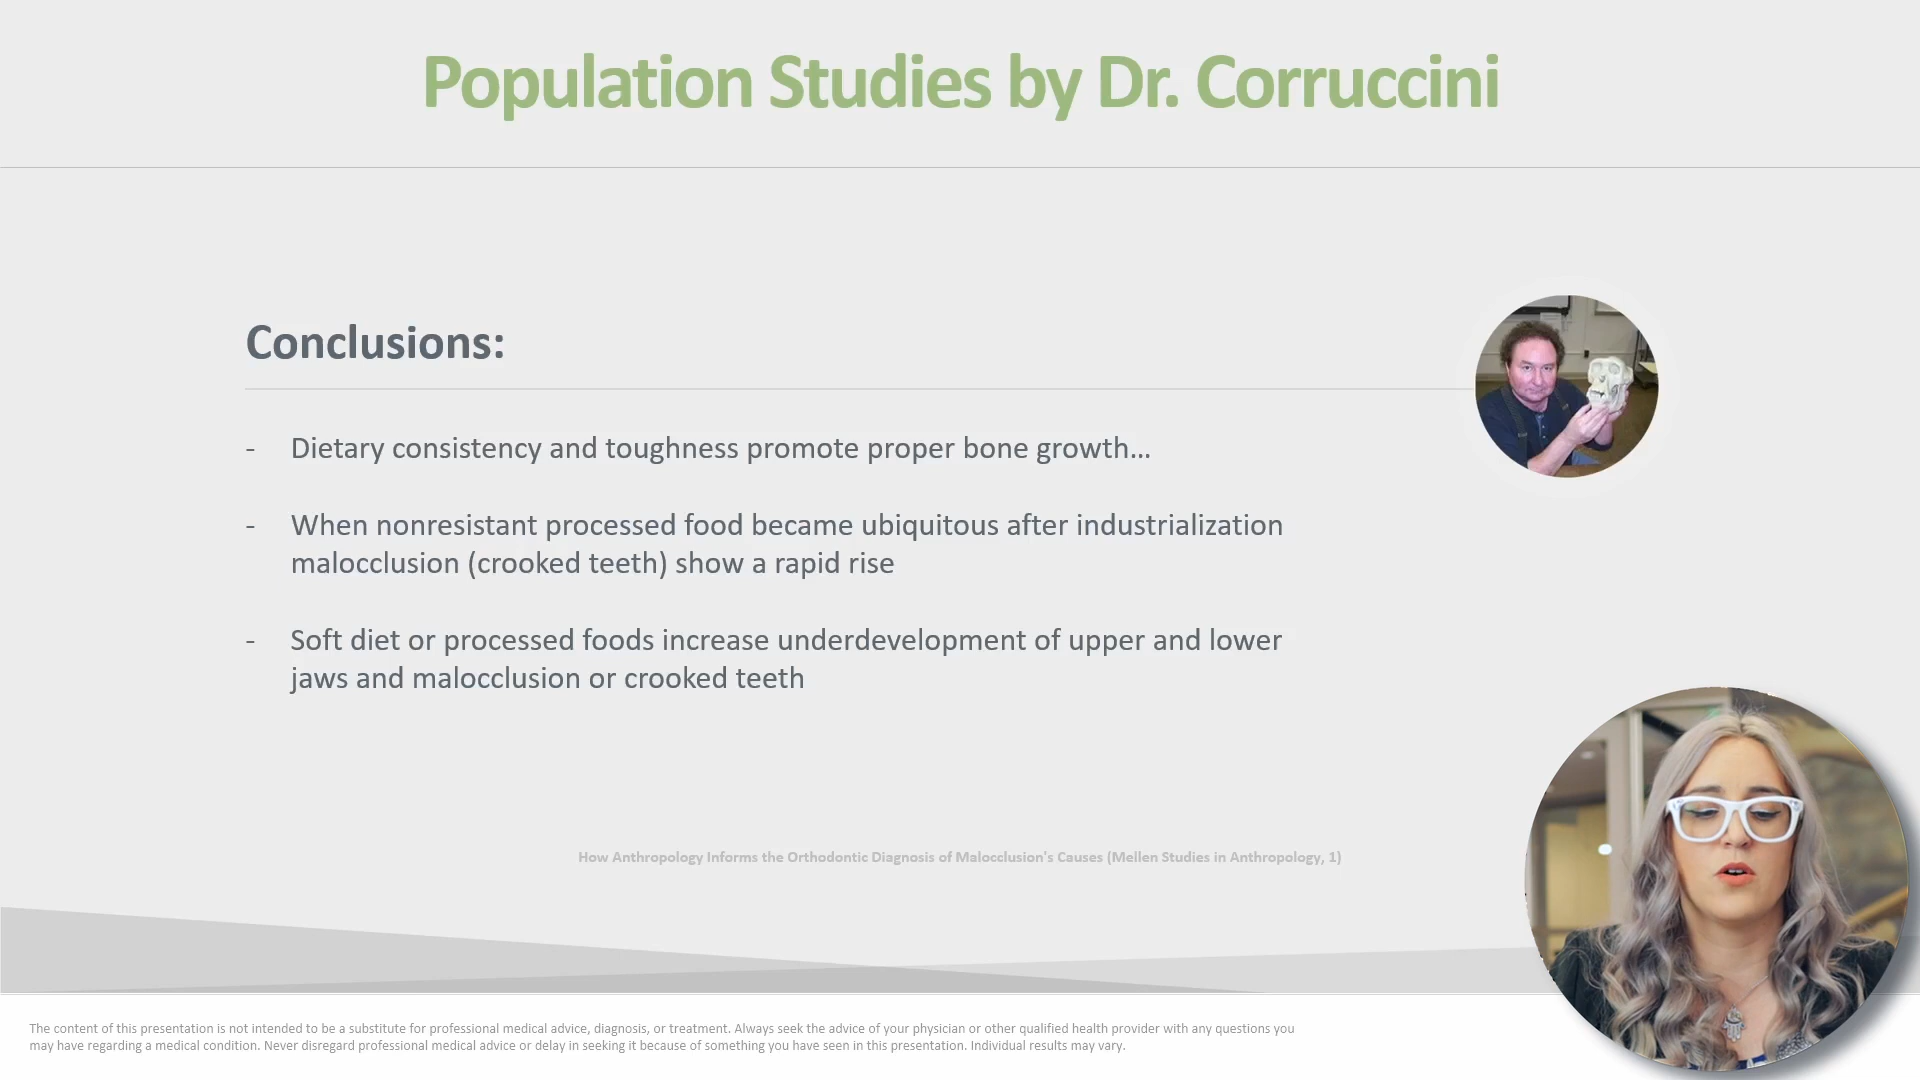 Population Studies by Dr. Corruccini
Conclusions:
- Dietary consistency and toughness promote proper bone growth...
- When nonresistant processed food became ubiquitous after industrialization
malocclusion (crooked teeth) show a rapid rise
- Soft diet or processed foods increase underdevelopment of upper and lower
jaws and malocclusion or crooked teeth
How Anthropology Informs the Orthodontic Diagnosis of Malocclusion's Causes (Mellen Studies in Anthropology, 1)
The content of this presentation is not intended to be a substitute for professional medical advice, diagnosis, or treatment. Always seek the advice of your physician or other qualified health provider with any questions you
may have regarding a medical condition. Never disregard professional medical advice or delay in seeking it because of something you have seen in this presentation. Individual results may vary.